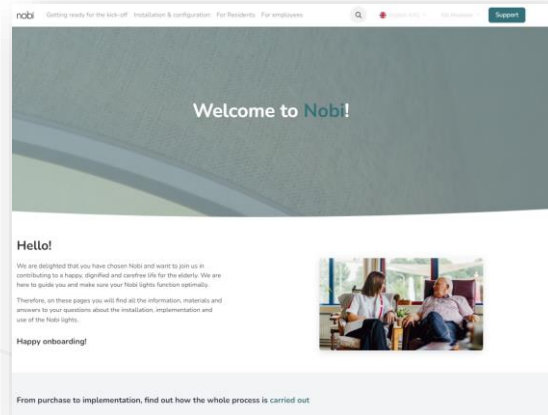 nobi Getting ready for the kick-off Installation & configuration For Residents For employees Support
Welcome to Nobi!
Hello!
We are delighted that you have chosen Nobi and want to join us in
contributing to a happy, dignified and carefree life for the elderly. We are
here to guide you and make sure your Nobi lights function optimally.
Therefore, on these pages you will find all the information, materials and
answers to your questions about the installation, implementation and
use of the Nobi lights.
Happy onboarding!
From purchase to implementation, find out how the whole process is carried out